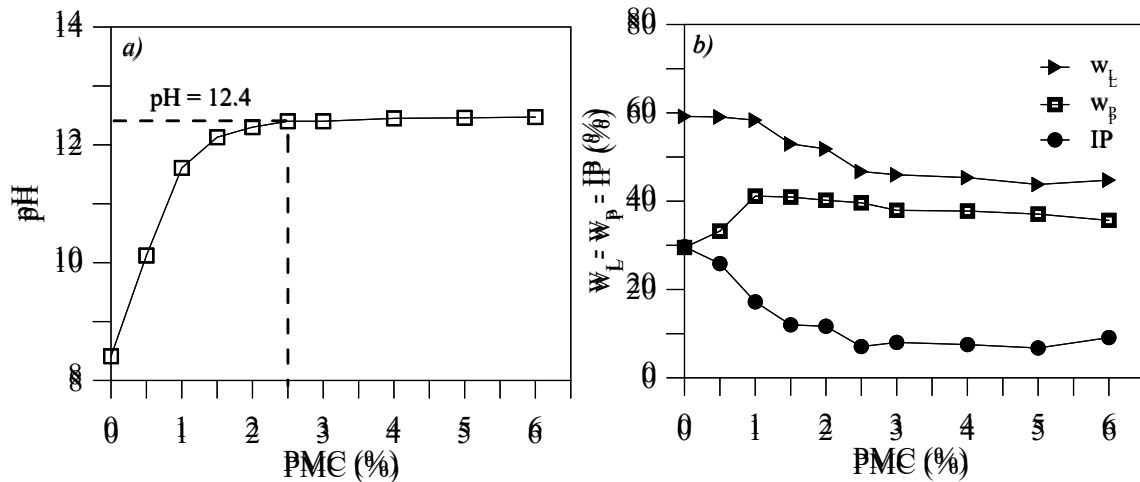 a)
pH = 12.4
14
12
10
8
pH
0 1 2 3 4 5 6
PMC (%)
b)
w_L
w_P
IP
80
60
40
20
0
w_L - w_P - IP (%)
0 1 2 3 4 5 6
PMC (%)